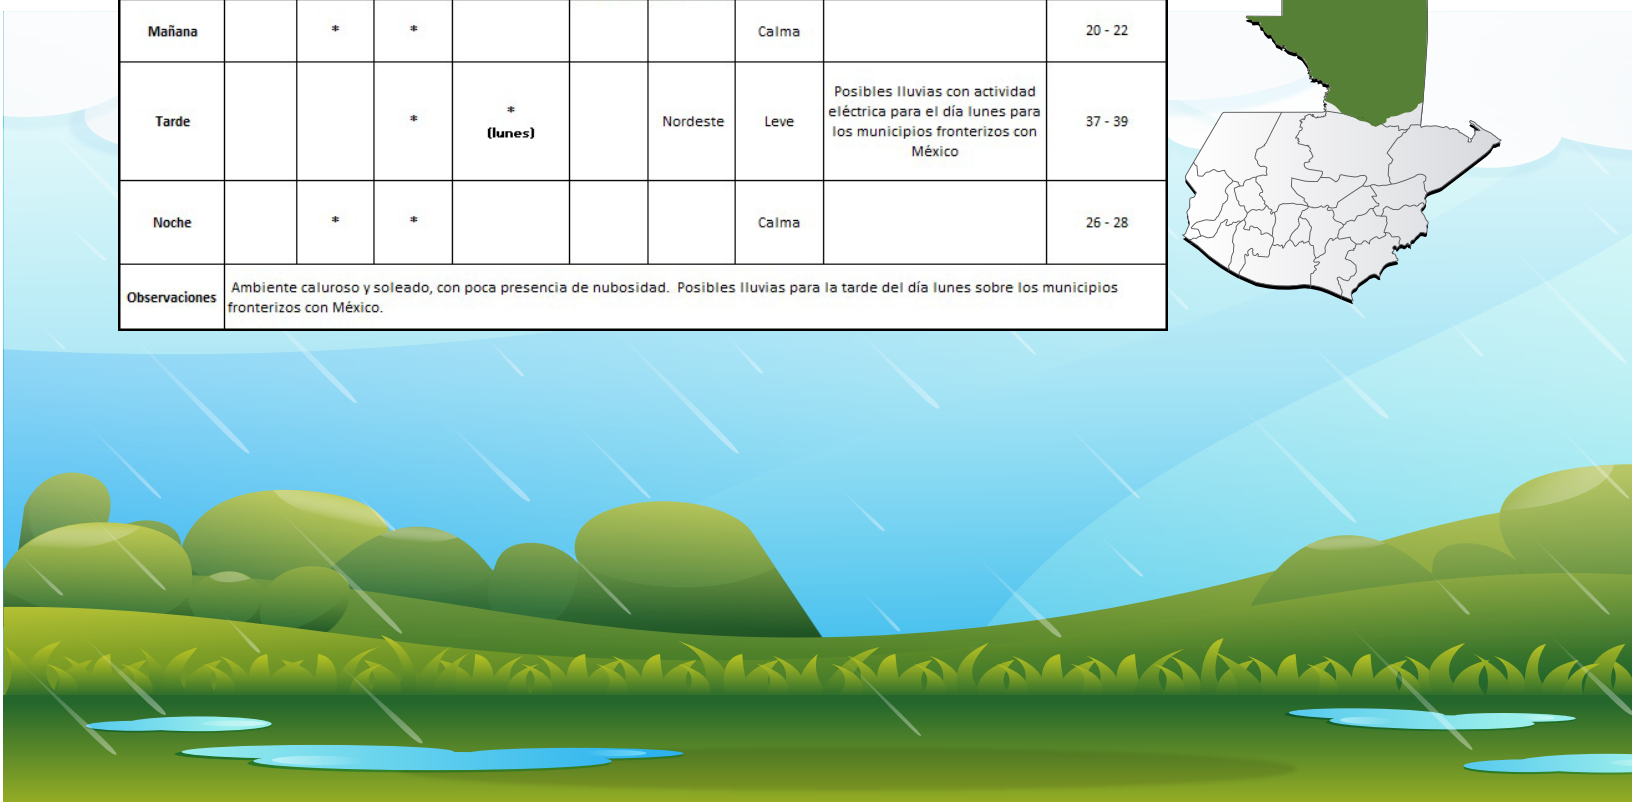 Mañana * * Calma 20 - 22
Tarde * * (lunes) Nordeste Leve Posibles lluvias con actividad eléctrica para el día lunes para los municipios fronterizos con México 37 - 39
Noche * * Calma 26 - 28
Observaciones Ambiente caluroso y soleado, con poca presencia de nubosidad. Posibles lluvias para la tarde del día lunes sobre los municipios
fronterizos con México.